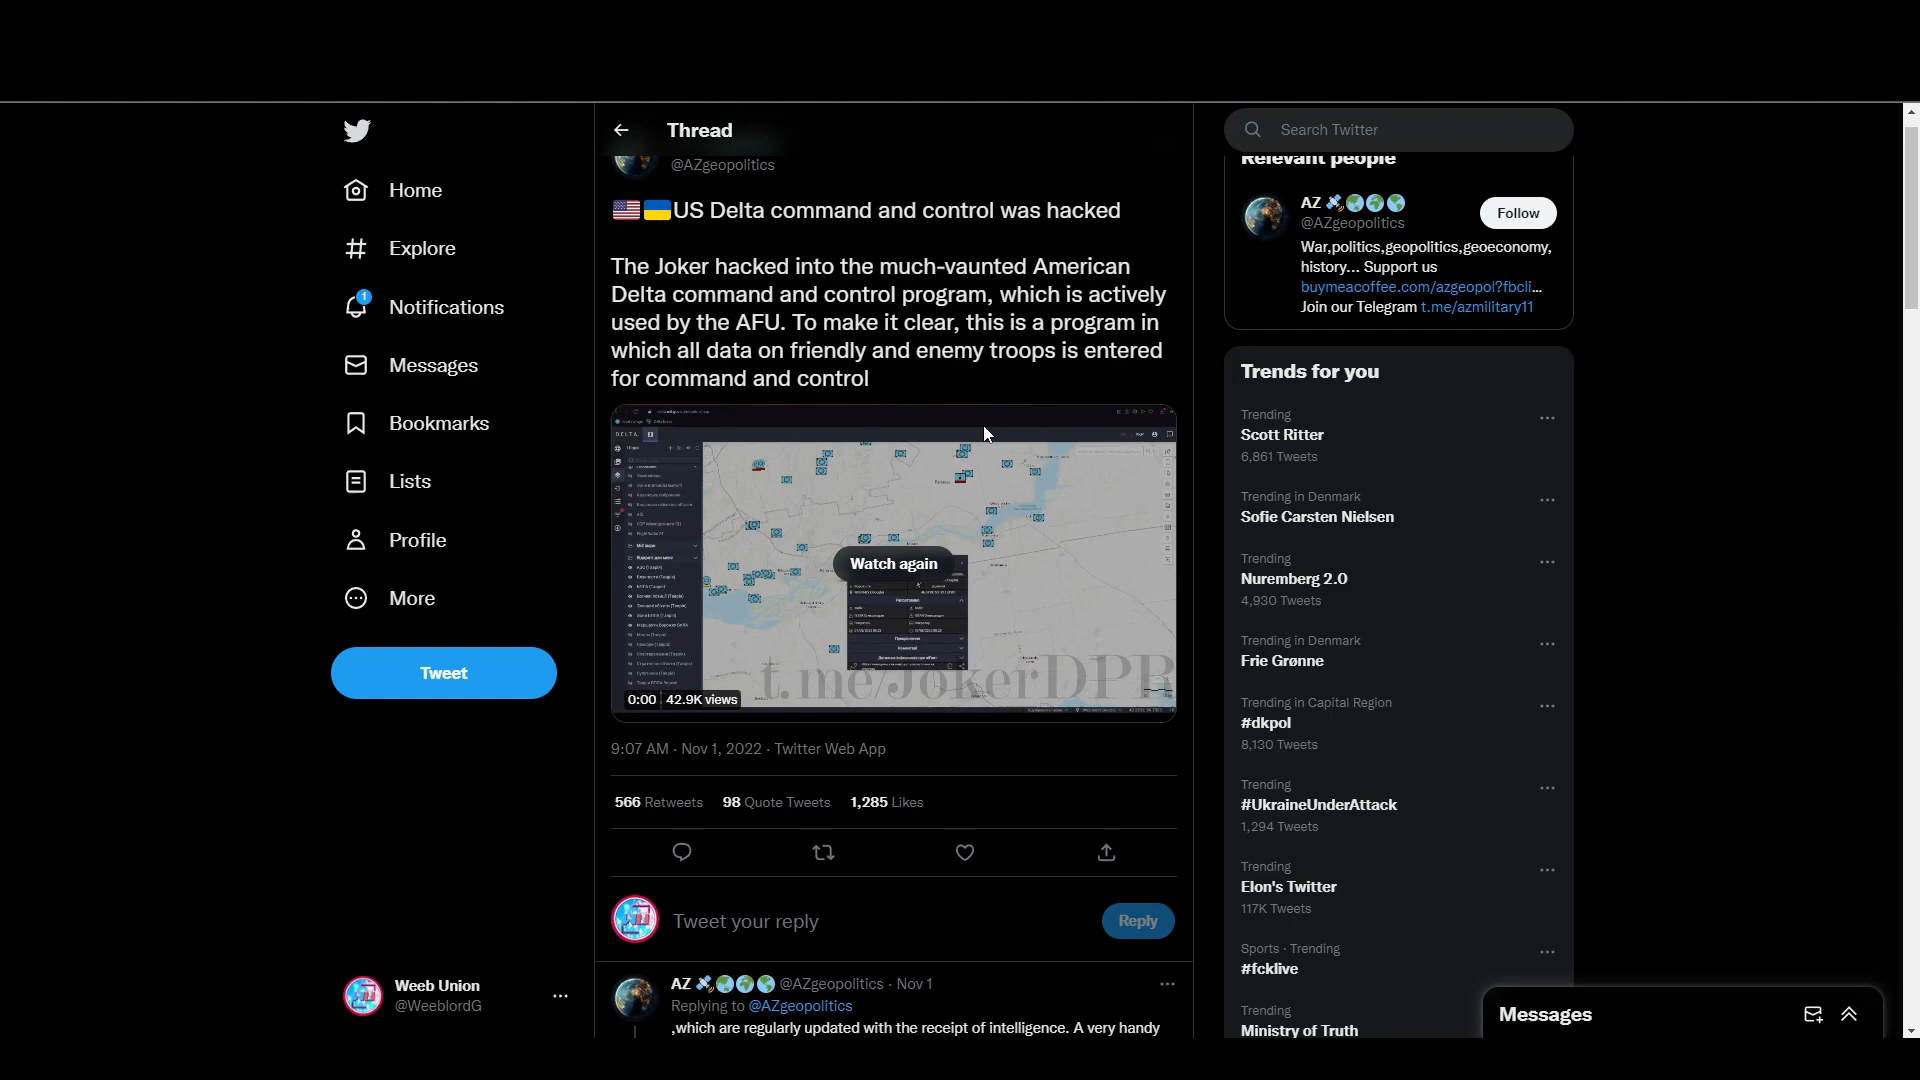 Home
Explore
1
Notifications
Messages
Bookmarks
Lists
Profile
More
Tweet
Weeb Union
@WeeblordG
Thread
@AZgeopolitics
US Delta command and control was hacked
The Joker hacked into the much-vaunted American
Delta command and control program, which is actively
used by the AFU. To make it clear, this is a program in
which all data on friendly and enemy troops is entered
for command and control
DELTA
Watch again
t.me/JokerDPR
0:00 42.9K views
9:07 AM · Nov 1, 2022 · Twitter Web App
566 Retweets 98 Quote Tweets 1,285 Likes
Tweet your reply
Reply
AZ @AZgeopolitics · Nov 1
Replying to @AZgeopolitics
,which are regularly updated with the receipt of intelligence. A very handy
Search Twitter
Relevant people
AZ
@AZgeopolitics
Follow
War,politics,geopolitics,geoeconomy,
history... Support us
buymeacoffee.com/azgeopol?fbcli...
Join our Telegram t.me/azmilitary11
Trends for you
Trending
Scott Ritter
6,861 Tweets
Trending in Denmark
Sofie Carsten Nielsen
Trending
Nuremberg 2.0
4,930 Tweets
Trending in Denmark
Frie Grønne
Trending in Capital Region
#dkpol
8,130 Tweets
Trending
#UkraineUnderAttack
1,294 Tweets
Trending
Elon's Twitter
117K Tweets
Sports · Trending
#fcklive
Trending
Ministry of Truth
Messages